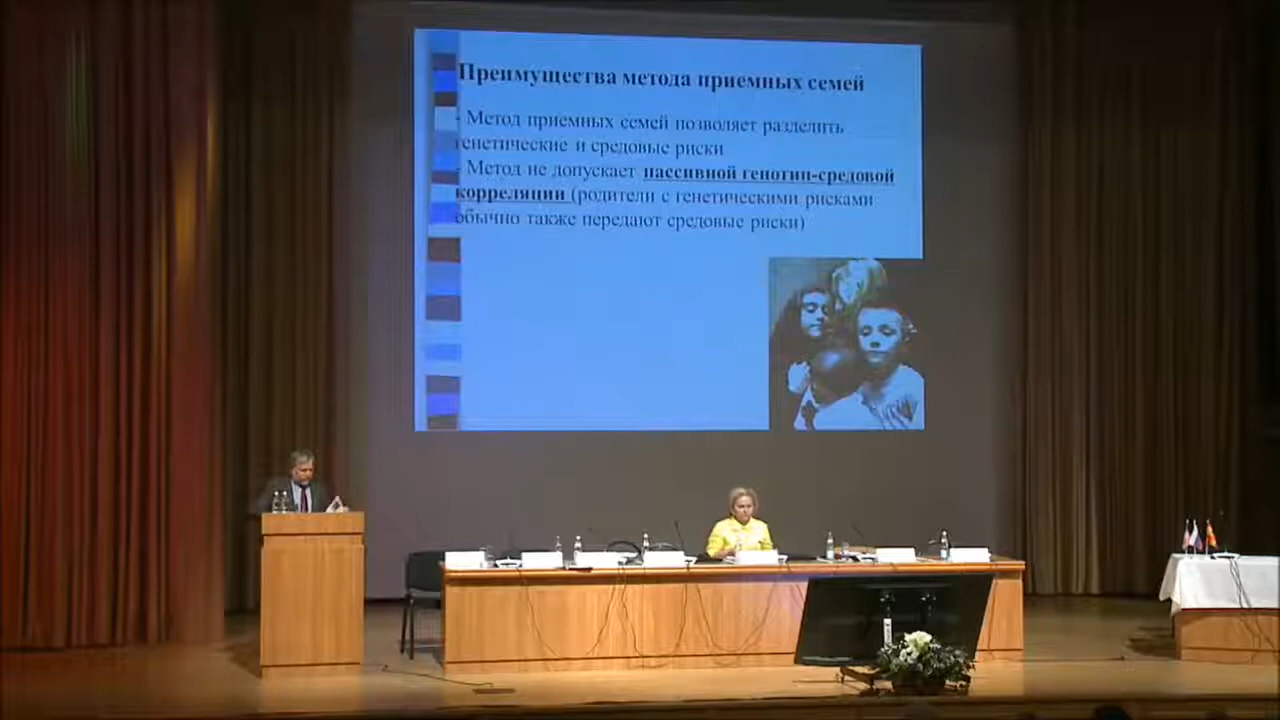 Преимущества метода приемных семей
- Метод приемных семей позволяет разделить
генетические и средовые риски
- Метод не допускает пассивной генотип-средовой
корреляции (родители с генетическими рисками
обычно также передают средовые риски)